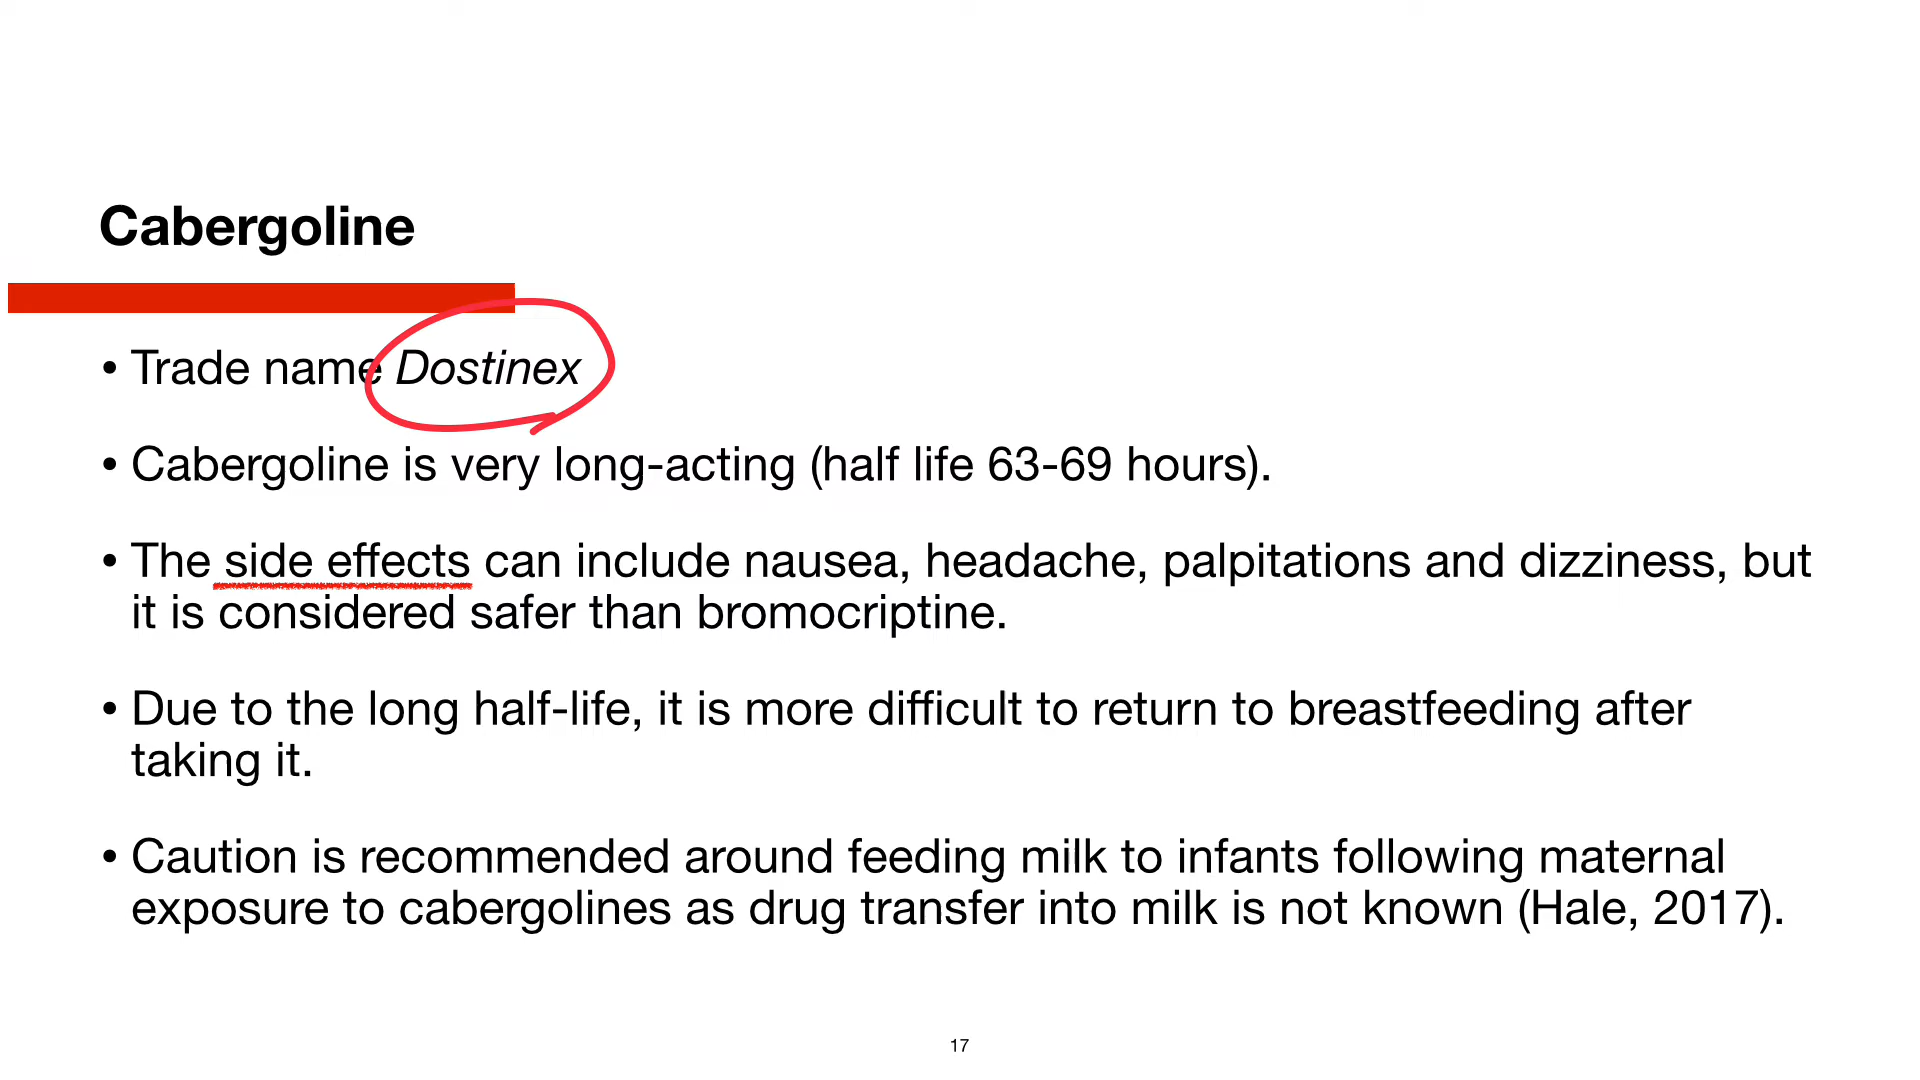 Cabergoline
• Trade name Dostinex
• Cabergoline is very long-acting (half life 63-69 hours).
• The side effects can include nausea, headache, palpitations and dizziness, but
it is considered safer than bromocriptine.
• Due to the long half-life, it is more difficult to return to breastfeeding after
taking it.
• Caution is recommended around feeding milk to infants following maternal
exposure to cabergolines as drug transfer into milk is not known (Hale, 2017).
17